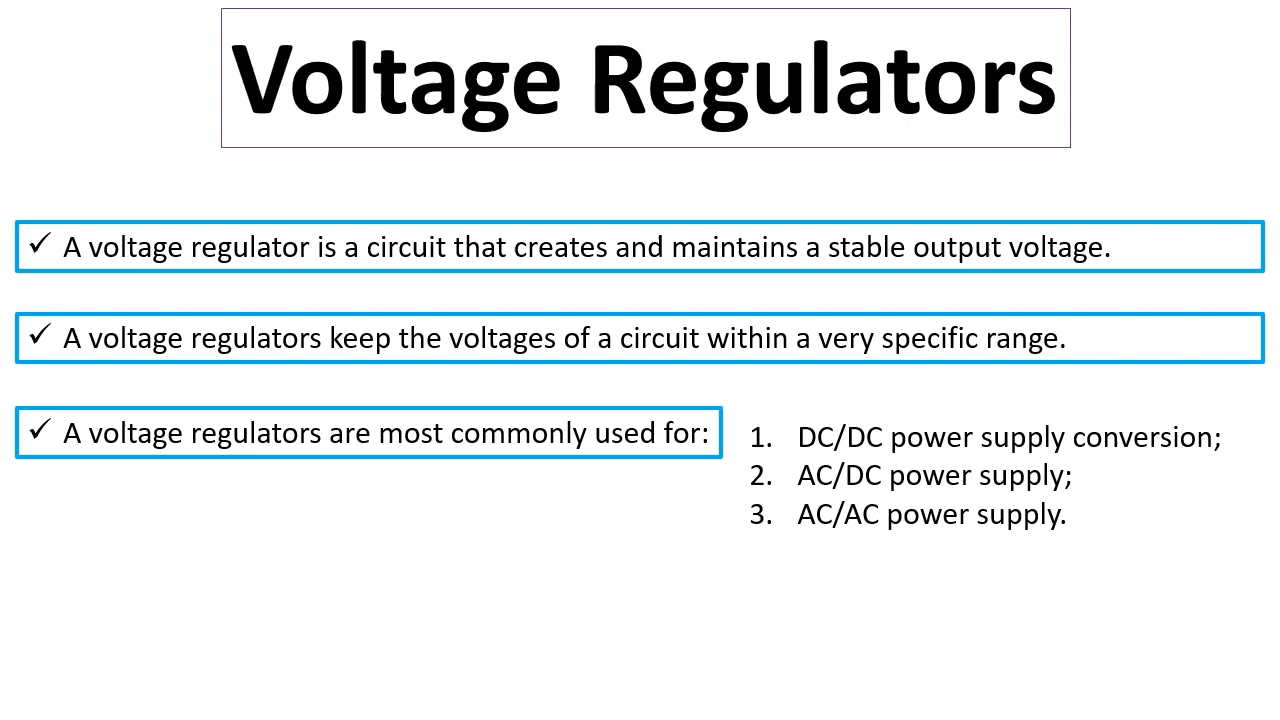 Voltage Regulators
✓ A voltage regulator is a circuit that creates and maintains a stable output voltage.
✓ A voltage regulators keep the voltages of a circuit within a very specific range.
✓ A voltage regulators are most commonly used for:
1. DC/DC power supply conversion;
2. AC/DC power supply;
3. AC/AC power supply.